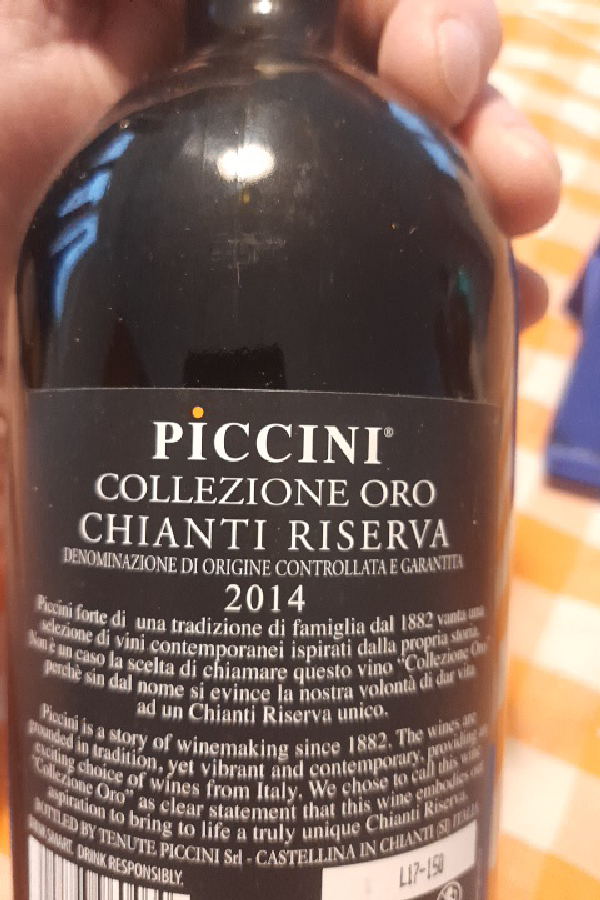 PICCINI®
COLLEZIONE ORO
CHIANTI RISERVA
DENOMINAZIONE DI ORIGINE CONTROLLATA E GARANTITA
2014
Piccini forte di una tradizione di famiglia dal 1882 vanta una
selezione di vini contemporanei ispirati dalla propria storia.
Non è un caso la scelta di chiamare questo vino "Collezione Oro"
perchè sin dal nome si evince la nostra volontà di dar vita
ad un Chianti Riserva unico.
Piccini is a story of winemaking since 1882. The wines are
grounded in tradition, yet vibrant and contemporary, providing an
exciting choice of wines from Italy. We chose to call this wine
"Collezione Oro" as clear statement that this wine embodies our
aspiration to bring to life a truly unique Chianti Riserva.
BOTTLED BY TENUTE PICCINI Srl - CASTELLINA IN CHIANTI (SI) ITALIA
DRINK SMART. DRINK RESPONSIBLY.
L17-150